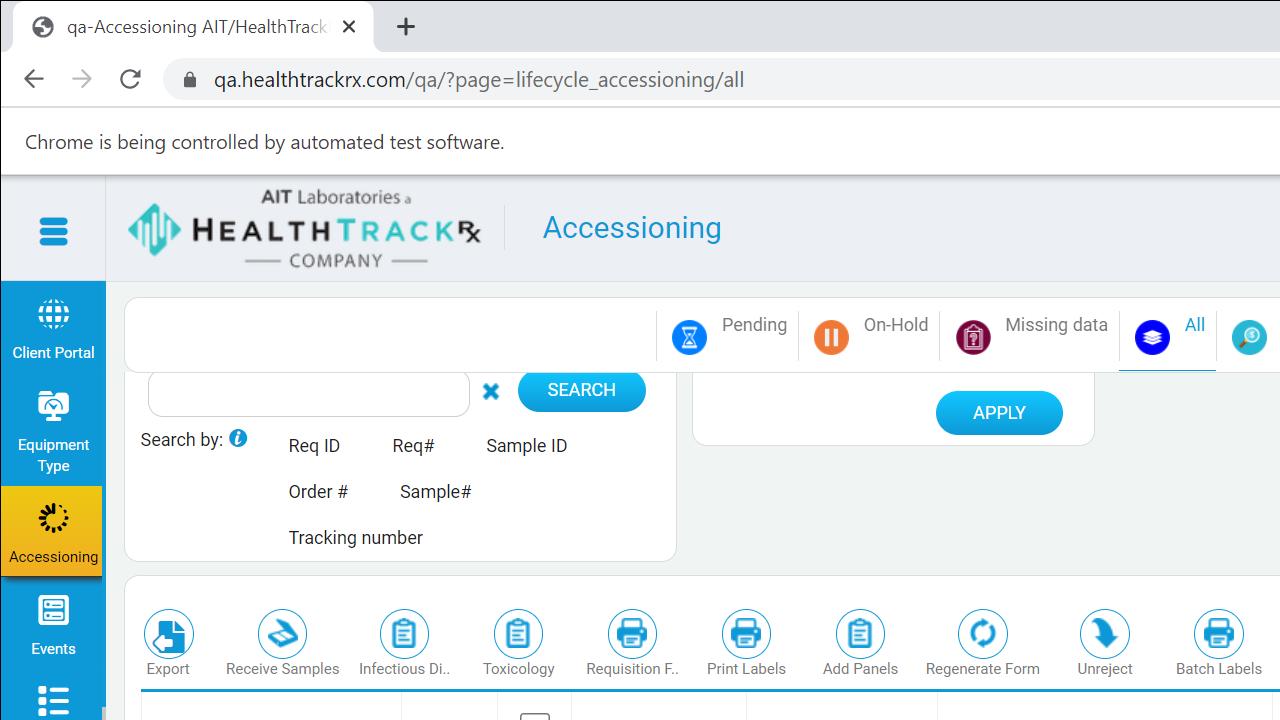 qa-Accessioning AIT/HealthTrack
qa.healthtrackrx.com/qa/?page=lifecycle_accessioning/all
Chrome is being controlled by automated test software.
AIT Laboratories a
HEALTHTRACKRx
COMPANY
Accessioning
Client Portal
Equipment
Type
Accessioning
Events
Pending
On-Hold
Missing data
All
SEARCH
APPLY
Search by:
Req ID
Req#
Sample ID
Order #
Sample#
Tracking number
Export
Receive Samples
Infectious Di..
Toxicology
Requisition F..
Print Labels
Add Panels
Regenerate Form
Unreject
Batch Labels